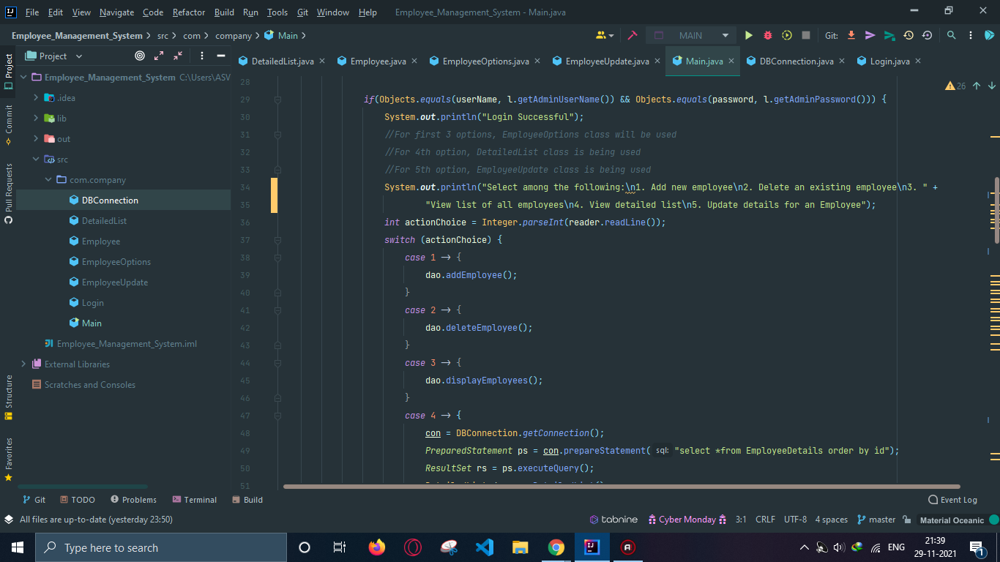 File Edit View Navigate Code Refactor Build Run Tools Git Window Help Employee_Management_System - Main.java
Employee_Management_System src com company Main MAIN Git:
Project
DetailedList.java Employee.java EmployeeOptions.java EmployeeUpdate.java Main.java DBConnection.java Login.java
Project
Commit
Pull Requests
Structure
Favorites
Employee_Management_System C:\Users\ASV
.idea
lib
out
src
com.company
DBConnection
DetailedList
Employee
EmployeeOptions
EmployeeUpdate
Login
Main
Employee_Management_System.iml
External Libraries
Scratches and Consoles
26
28
29 if(Objects.equals(userName, l.getAdminUserName()) && Objects.equals(password, l.getAdminPassword())) {
30 System.out.println("Login Successful");
31 //For first 3 options, EmployeeOptions class will be used
32 //For 4th option, DetailedList class is being used
33 //For 5th option, EmployeeUpdate class is being used
34 System.out.println("Select among the following:\n1. Add new employee\n2. Delete an existing employee\n3. " +
35 "View list of all employees\n4. View detailed list\n5. Update details for an Employee");
36 int actionChoice = Integer.parseInt(reader.readLine());
37 switch (actionChoice) {
38 case 1 -> {
39 dao.addEmployee();
40 }
41 case 2 -> {
42 dao.deleteEmployee();
43 }
44 case 3 -> {
45 dao.displayEmployees();
46 }
47 case 4 -> {
48 con = DBConnection.getConnection();
49 PreparedStatement ps = con.prepareStatement( sql: "select *from EmployeeDetails order by id");
50 ResultSet rs = ps.executeQuery();
51
Git TODO Problems Terminal Build Event Log
All files are up-to-date (yesterday 23:50) tabnine Cyber Monday 3:1 CRLF UTF-8 4 spaces master Material Oceanic
Type here to search
ENG
21:39
29-11-2021
1